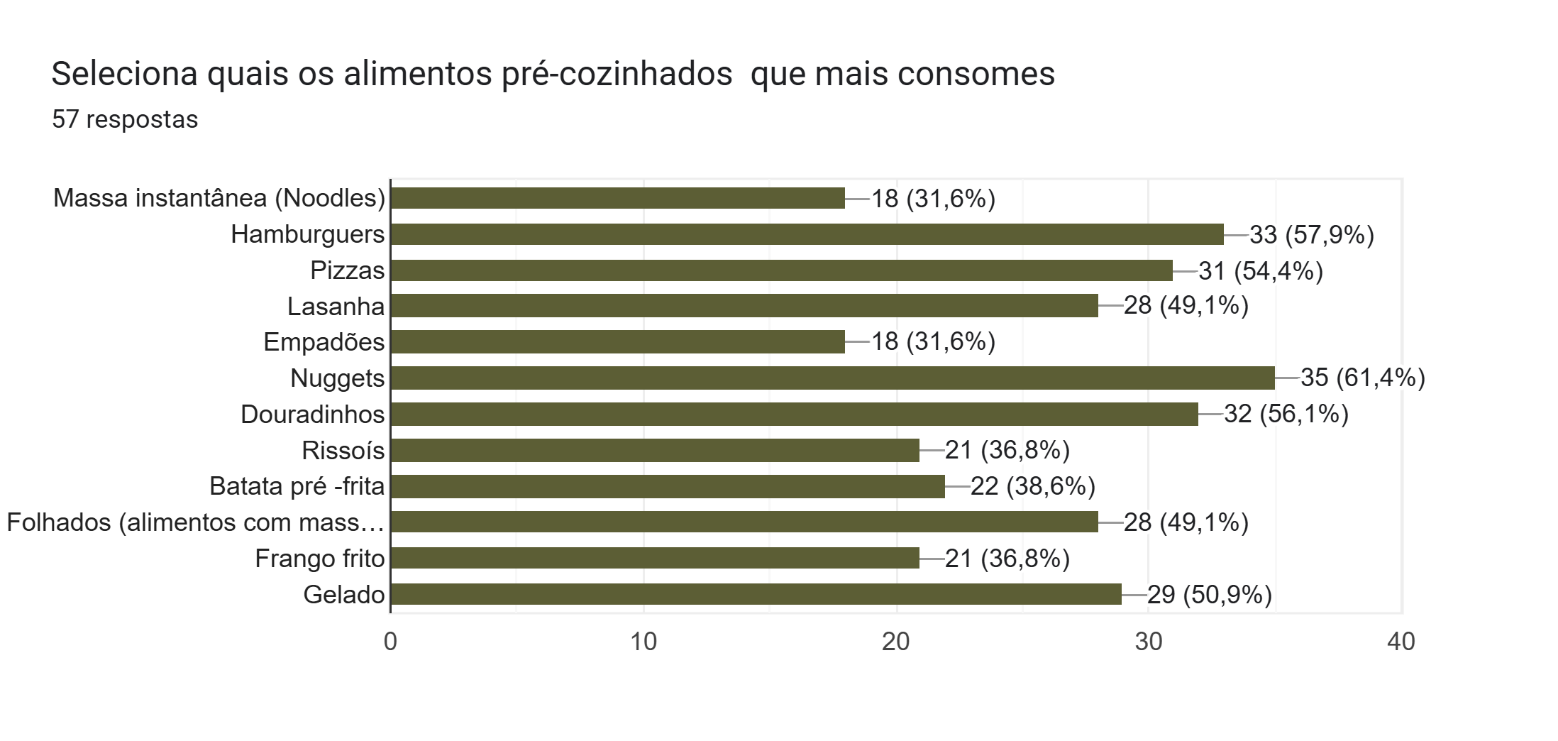 Seleciona quais os alimentos pré-cozinhados  que mais consomes
57 respostas
Massa instantânea (Noodles) 18 (31,6%)
Hamburguers 33 (57,9%)
Pizzas 31 (54,4%)
Lasanha 28 (49,1%)
Empadões 18 (31,6%)
Nuggets 35 (61,4%)
Douradinhos 32 (56,1%)
Rissoís 21 (36,8%)
Batata pré -frita 22 (38,6%)
Folhados (alimentos com mass… 28 (49,1%)
Frango frito 21 (36,8%)
Gelado 29 (50,9%)
0 10 20 30 40